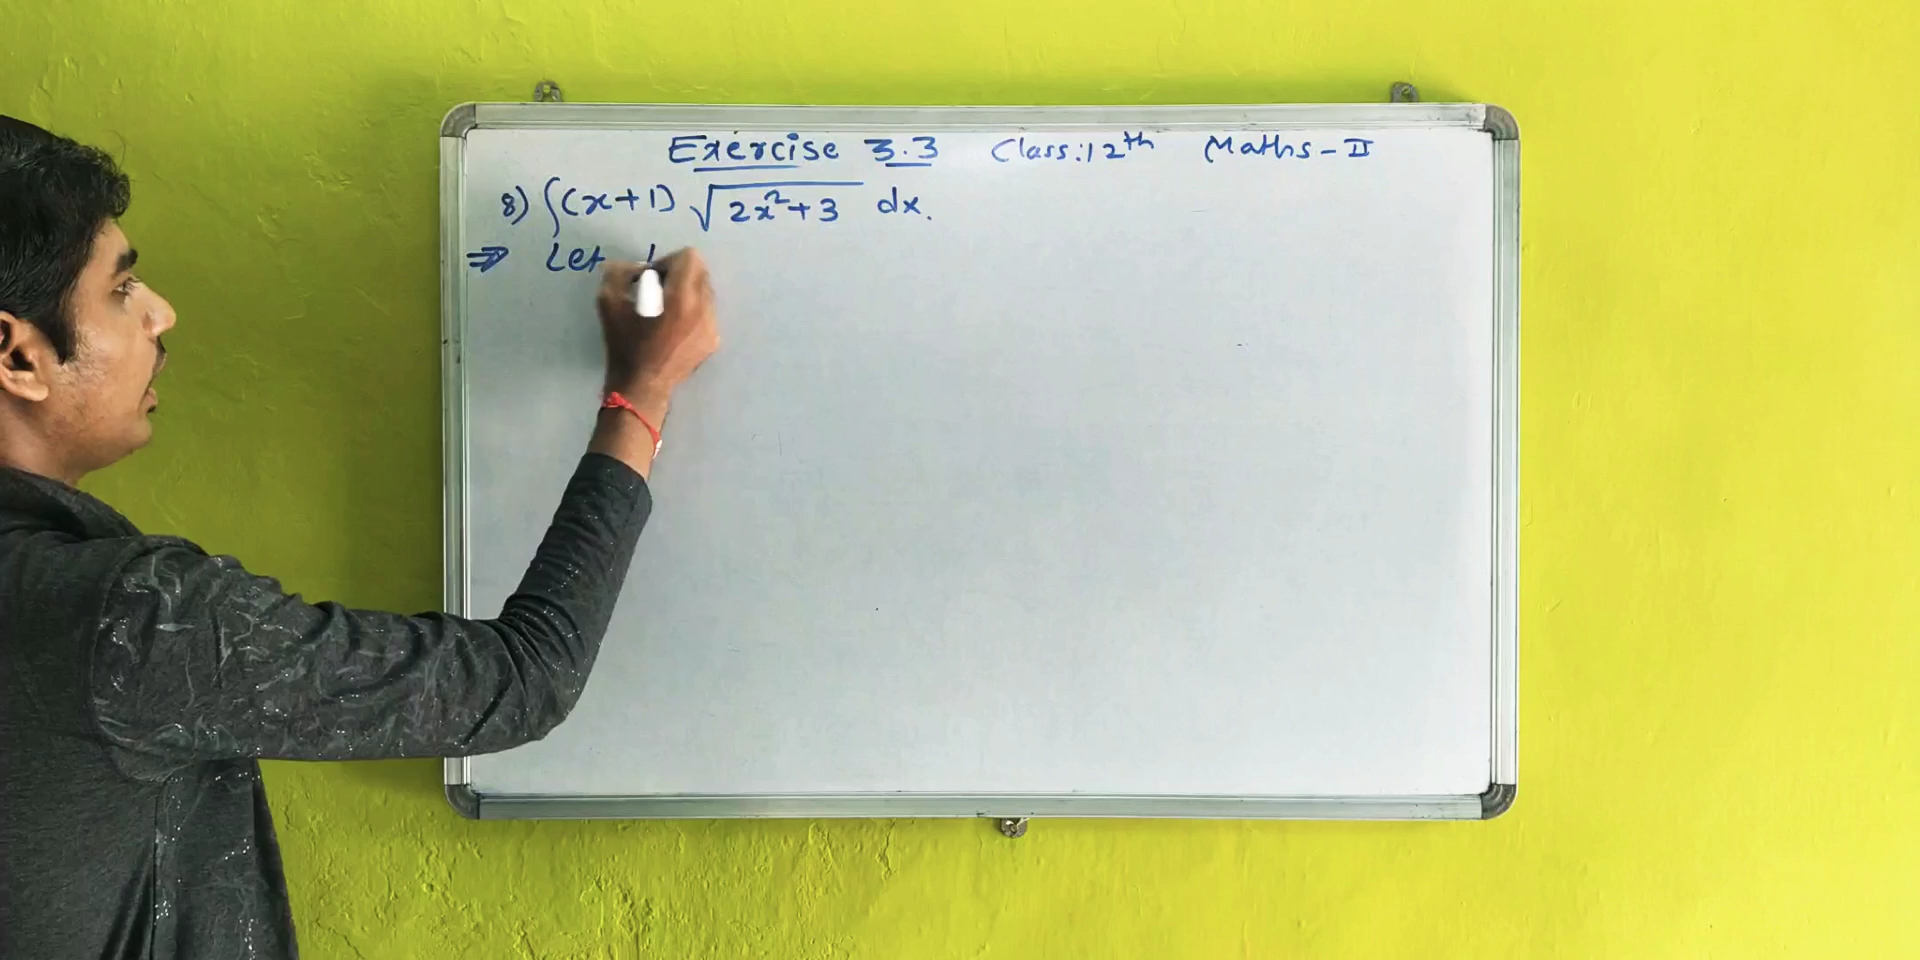 Exercise 3.3 Class:12th Maths-II
8) ∫(x+1) √2x²+3 dx.
⇒ Let